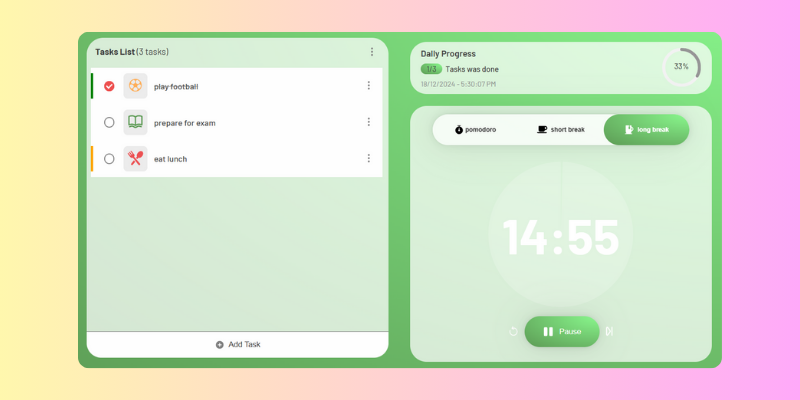 Tasks List (3 tasks)
play football
prepare for exam
eat lunch
Add Task
Daily Progress
1/3 Tasks was done
33%
19/12/2024 - 5:30:07 PM
pomodoro
short break
long break
14:55
Pause